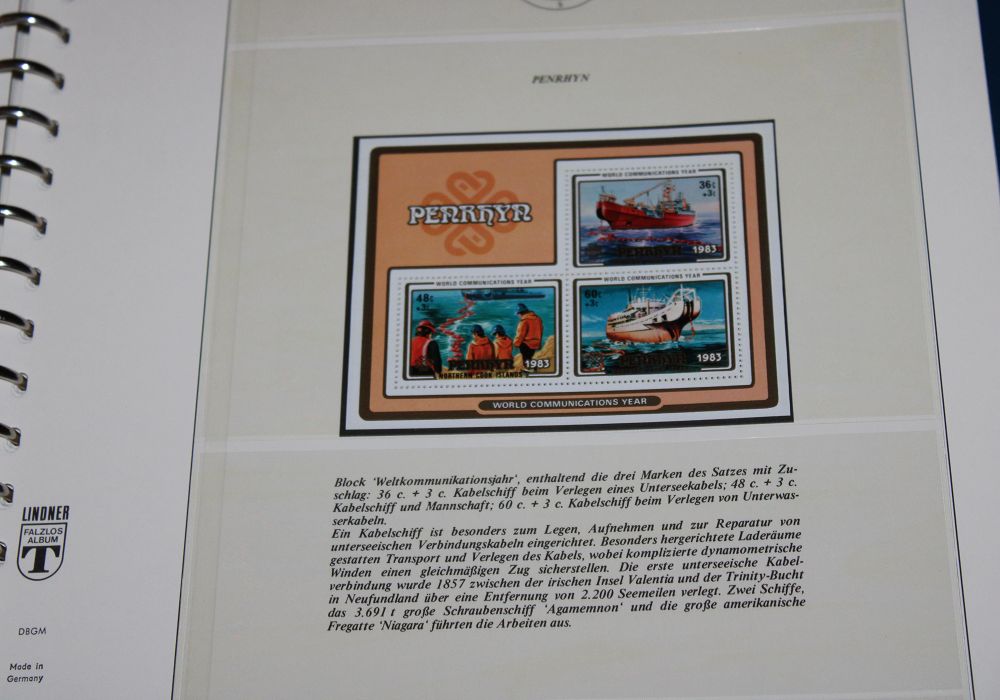 PENRHYN
PENRHYN
WORLD COMMUNICATIONS YEAR
36c
+3c
PENRHYN
1983
WORLD COMMUNICATIONS YEAR
48c
+3c
PENRHYN
1983
NORTHERN COOK ISLANDS
WORLD COMMUNICATIONS YEAR
60c
+3c
PENRHYN
1983
WORLD COMMUNICATIONS YEAR
Block ‘Weltkommunikationsjahr’, enthaltend die drei Marken des Satzes mit Zu-
schlag: 36 c. + 3 c. Kabelschiff beim Verlegen eines Unterseekabels; 48 c. + 3 c.
Kabelschiff und Mannschaft; 60 c. + 3 c. Kabelschiff beim Verlegen von Unterwas-
serkabeln.
Ein Kabelschiff ist besonders zum Legen, Aufnehmen und zur Reparatur von
unterseeischen Verbindungskabeln eingerichtet. Besonders hergerichtete Laderäume
gestatten Transport und Verlegen des Kabels, wobei komplizierte dynamometrische
Winden einen gleichmäßigen Zug sicherstellen. Die erste unterseeische Kabel-
verbindung wurde 1857 zwischen der irischen Insel Valentia und der Trinity-Bucht
in Neufundland über eine Entfernung von 2.200 Seemeilen verlegt. Zwei Schiffe,
das 3.691 t große Schraubenschiff ‘Agamemnon’ und die große amerikanische
Fregatte ‘Niagara’ führten die Arbeiten aus.
LINDNER
FALZLOS
ALBUM
T
DBGM
Made in
Germany